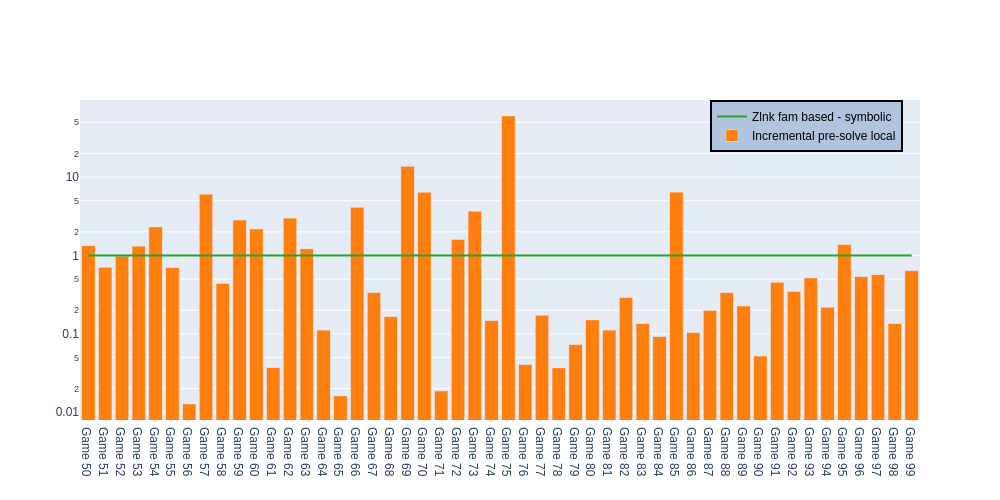 Zlnk fam based - symbolic
Incremental pre-solve local
5
2
10
5
2
1
5
2
0.1
5
2
0.01
Game 50
Game 51
Game 52
Game 53
Game 54
Game 55
Game 56
Game 57
Game 58
Game 59
Game 60
Game 61
Game 62
Game 63
Game 64
Game 65
Game 66
Game 67
Game 68
Game 69
Game 70
Game 71
Game 72
Game 73
Game 74
Game 75
Game 76
Game 77
Game 78
Game 79
Game 80
Game 81
Game 82
Game 83
Game 84
Game 85
Game 86
Game 87
Game 88
Game 89
Game 90
Game 91
Game 92
Game 93
Game 94
Game 95
Game 96
Game 97
Game 98
Game 99